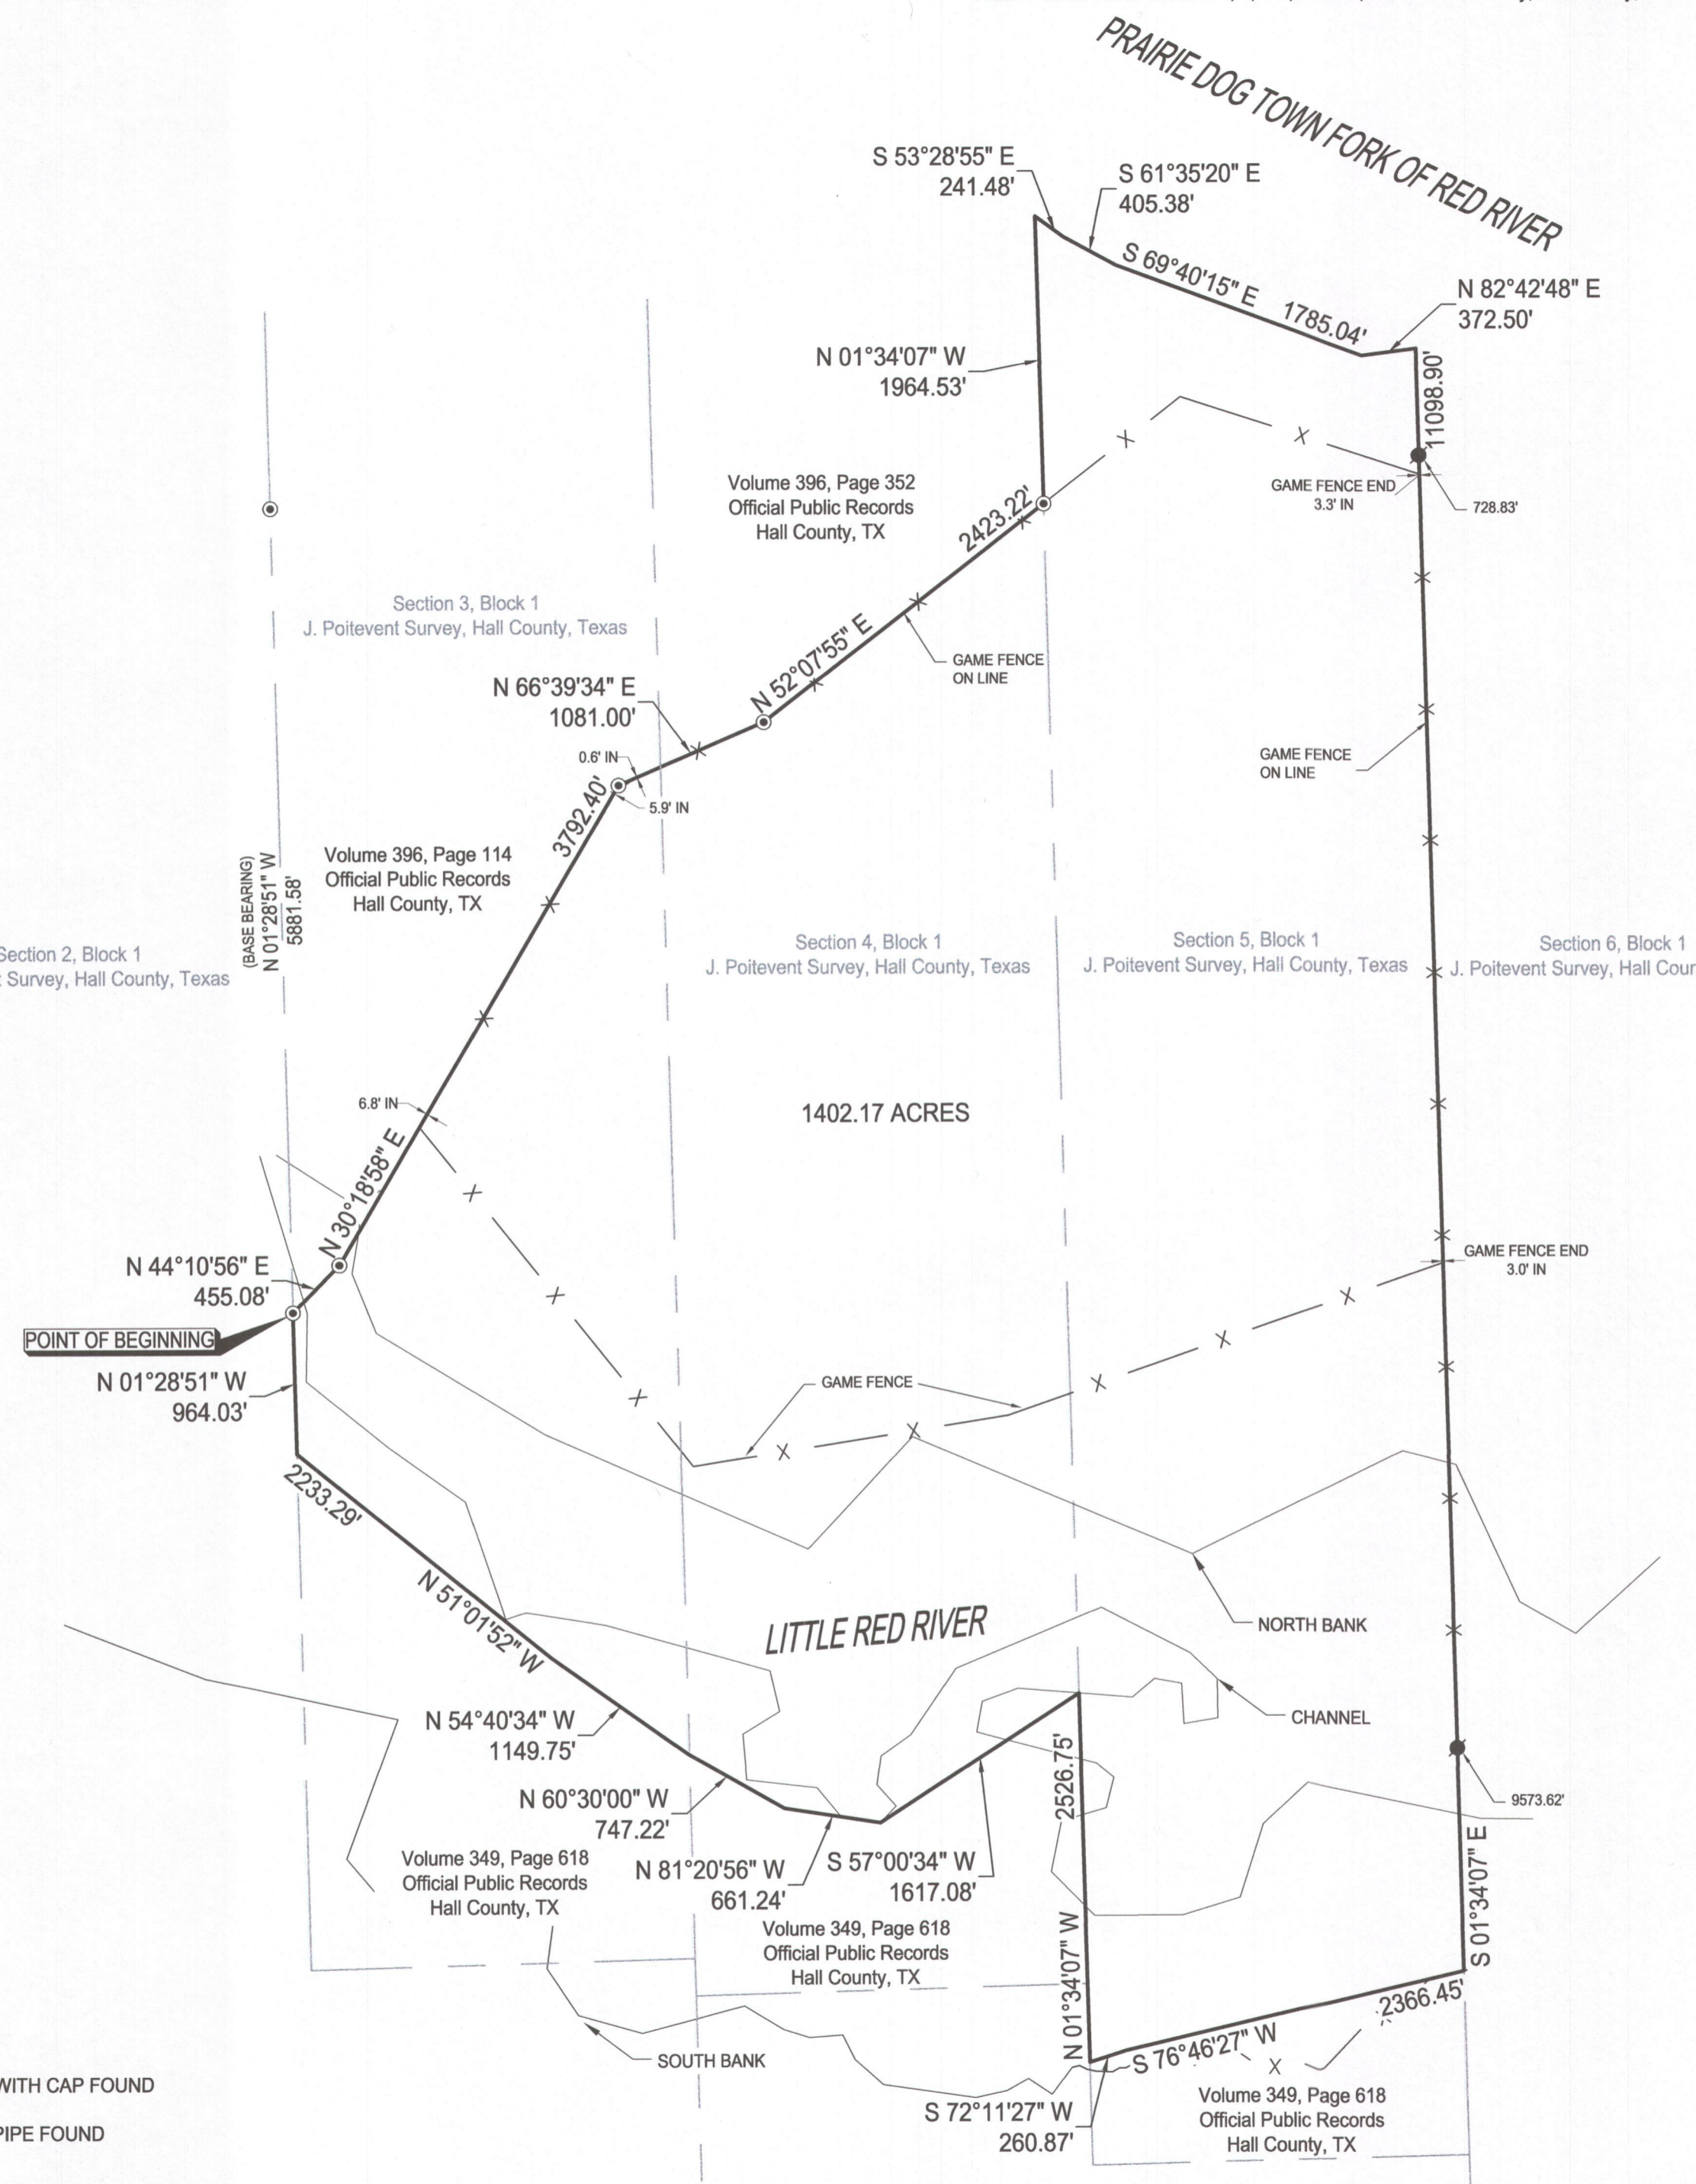 PRAIRIE DOG TOWN FORK OF RED RIVER
S 53°28'55" E
241.48'
S 61°35'20" E
405.38'
S 69°40'15" E 1785.04'
N 82°42'48" E
372.50'
N 01°34'07" W
1964.53'
11098.90'
GAME FENCE END
3.3' IN
728.83'
Volume 396, Page 352
Official Public Records
Hall County, TX
2423.22'
N 52°07'55" E
GAME FENCE
ON LINE
Section 3, Block 1
J. Poitevent Survey, Hall County, Texas
N 66°39'34" E
1081.00'
0.6' IN
5.9' IN
3792.40'
GAME FENCE
ON LINE
Volume 396, Page 114
Official Public Records
Hall County, TX
(BASE BEARING)
N 01°28'51" W
5881.58'
Section 2, Block 1
Survey, Hall County, Texas
Section 4, Block 1
J. Poitevent Survey, Hall County, Texas
Section 5, Block 1
J. Poitevent Survey, Hall County, Texas
Section 6, Block 1
J. Poitevent Survey, Hall
1402.17 ACRES
6.8' IN
N 30°18'58" E
N 44°10'56" E
455.08'
POINT OF BEGINNING
N 01°28'51" W
964.03'
GAME FENCE END
3.0' IN
GAME FENCE
2233.29'
N 51°01'52" W
LITTLE RED RIVER
NORTH BANK
CHANNEL
N 54°40'34" W
1149.75'
N 60°30'00" W
747.22'
N 81°20'56" W
661.24'
S 57°00'34" W
1617.08'
2526.75'
N 01°34'07" W
9573.62'
S 01°34'07" E
Volume 349, Page 618
Official Public Records
Hall County, TX
Volume 349, Page 618
Official Public Records
Hall County, TX
2366.45'
S 76°46'27" W
SOUTH BANK
S 72°11'27" W
260.87'
Volume 349, Page 618
Official Public Records
Hall County, TX
WITH CAP FOUND
PIPE FOUND